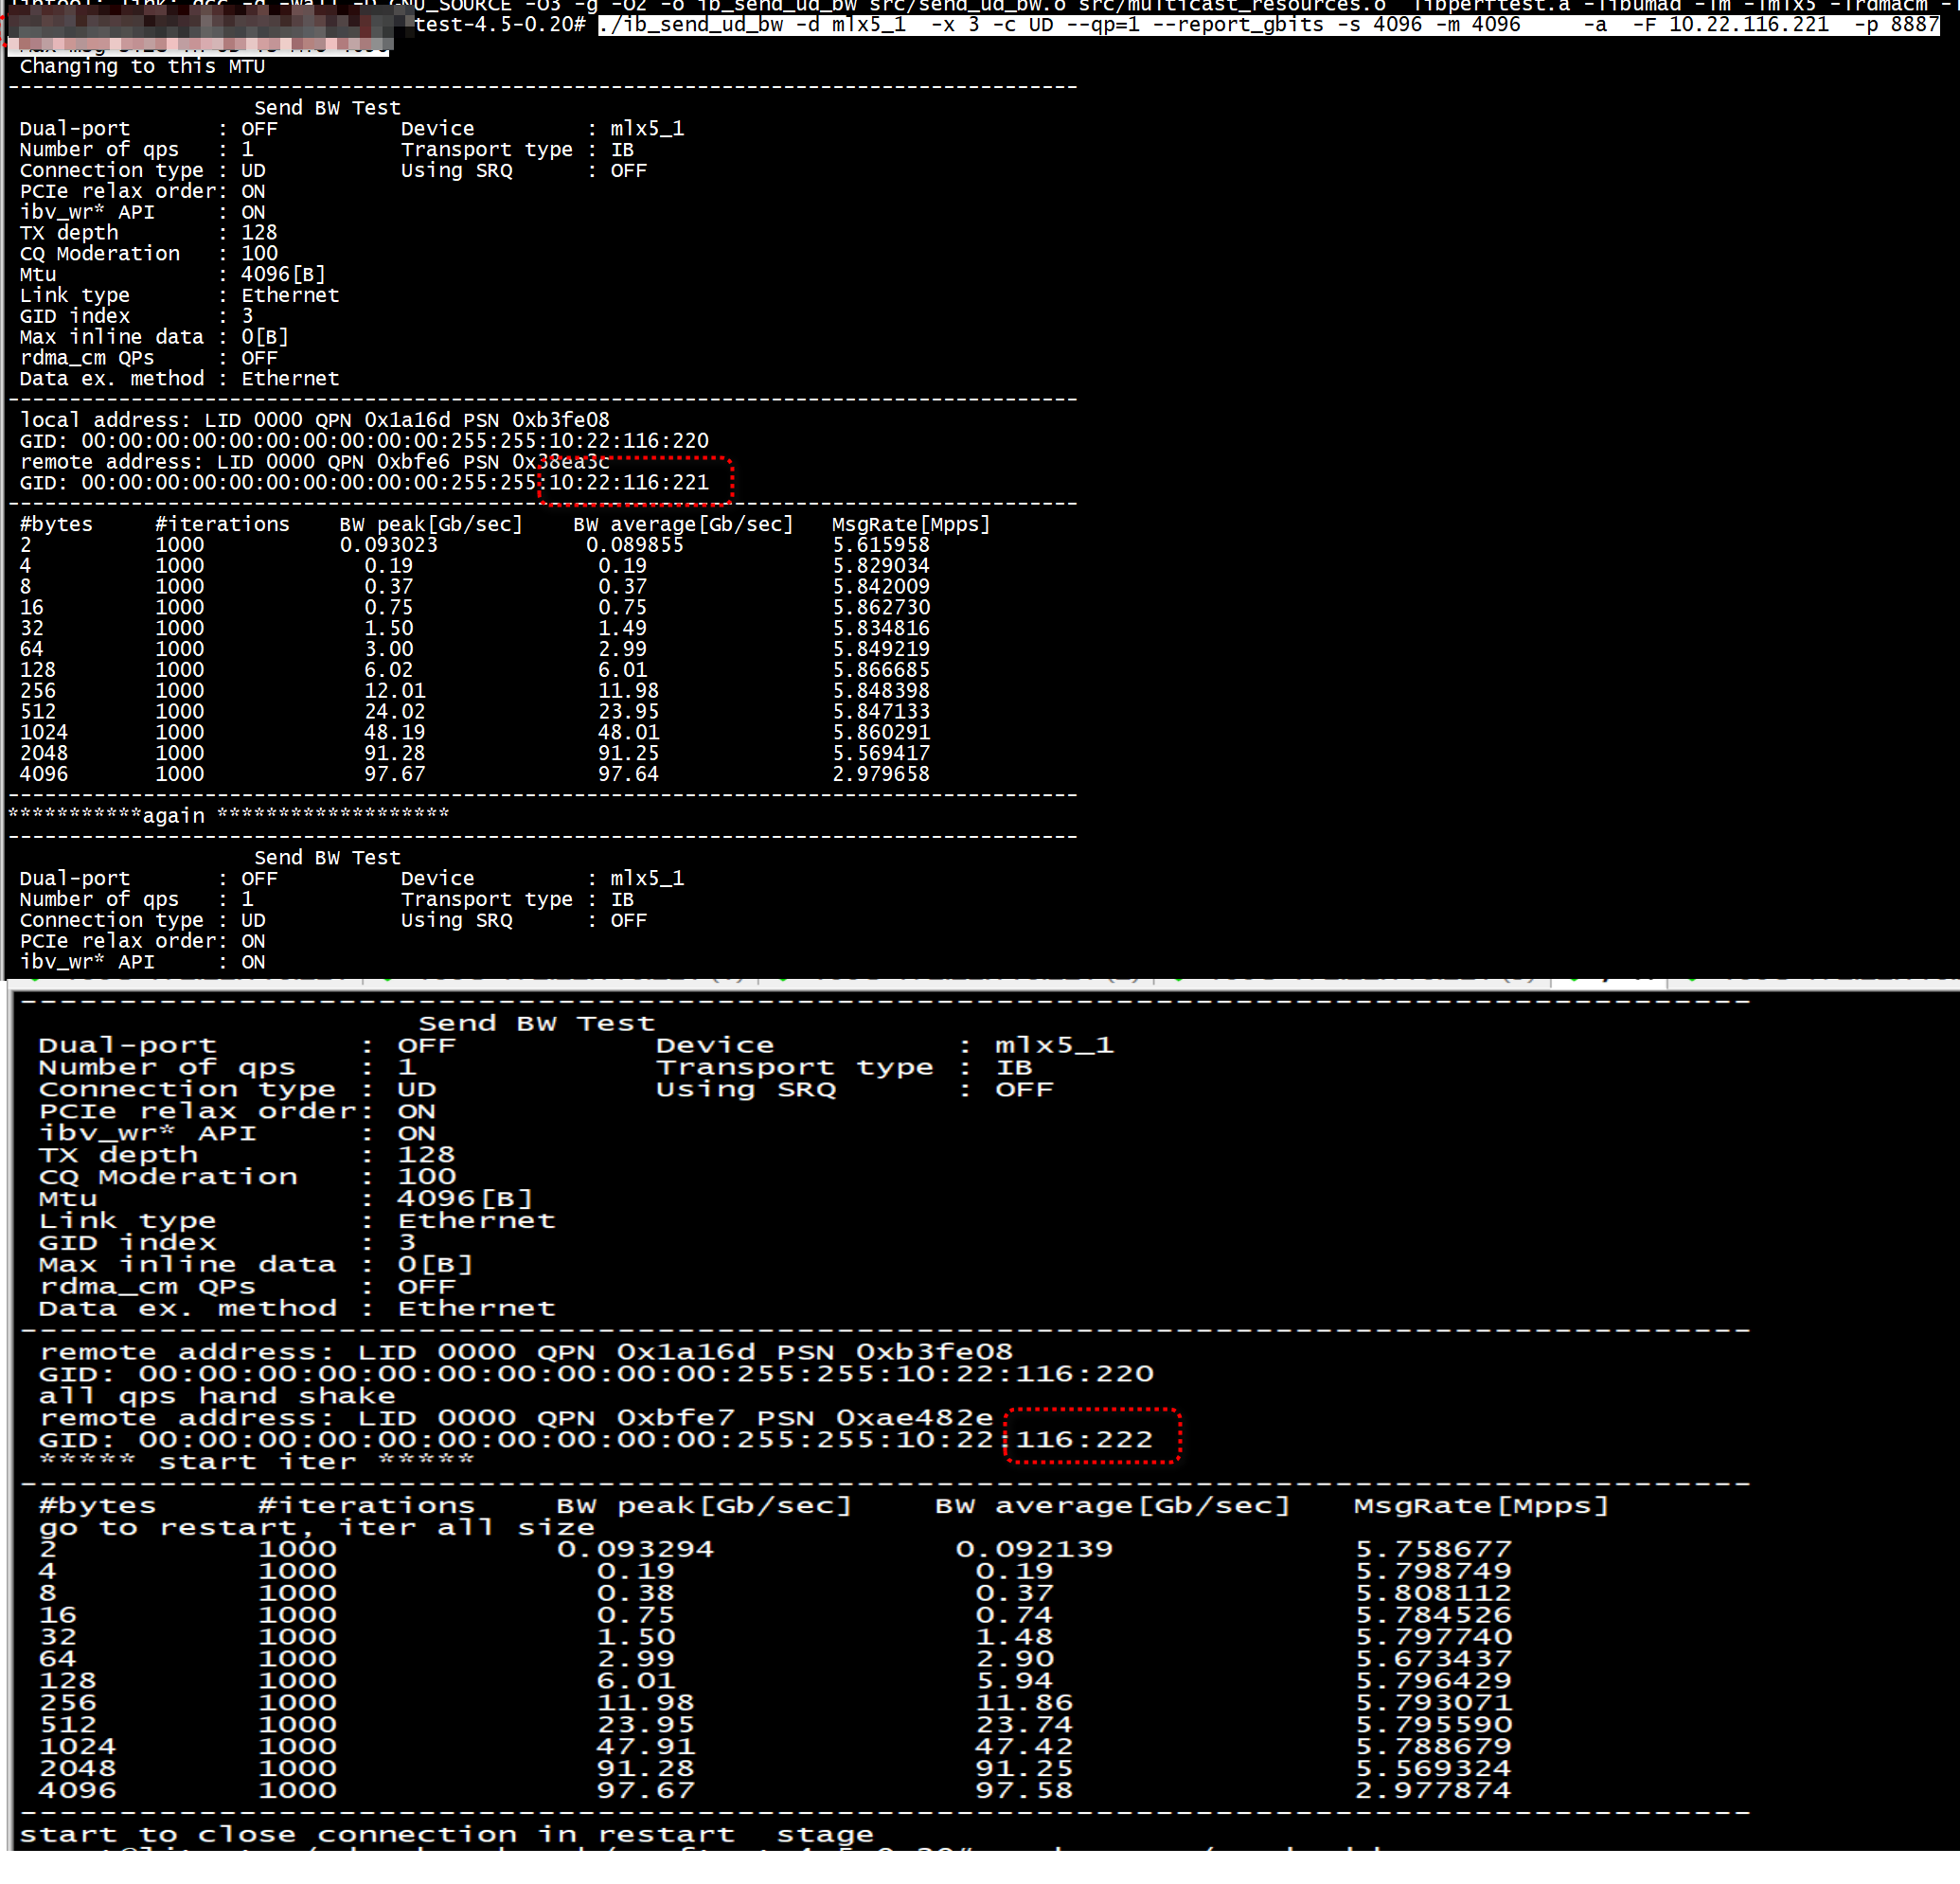 lintool: link: gcc -g -Wall -D_GNU_SOURCE -O3 -g -O2 -o ib_send_ud_bw src/send_ud_bw.o src/multicast_resources.o  libperftest.a -libumad -lm -lmlx5 -lrdmacm -l
test-4.5-0.20# ./ib_send_ud_bw -d mlx5_1  -x 3 -c UD --qp=1 --report_gbits -s 4096 -m 4096     -a  -F 10.22.116.221  -p 8887
Max msg size in UD is MTU 4096
Changing to this MTU
---------------------------------------------------------------------------------------
Send BW Test
Dual-port       : OFF          Device         : mlx5_1
Number of qps   : 1            Transport type : IB
Connection type : UD           Using SRQ      : OFF
PCIe relax order: ON
ibv_wr* API     : ON
TX depth        : 128
CQ Moderation   : 100
Mtu             : 4096[B]
Link type       : Ethernet
GID index       : 3
Max inline data : 0[B]
rdma_cm QPs     : OFF
Data ex. method : Ethernet
---------------------------------------------------------------------------------------
local address: LID 0000 QPN 0x1a16d PSN 0xb3fe08
GID: 00:00:00:00:00:00:00:00:00:00:255:255:10:22:116:220
remote address: LID 0000 QPN 0xbfe6 PSN 0x38ea3c
GID: 00:00:00:00:00:00:00:00:00:00:255:255:10:22:116:221
---------------------------------------------------------------------------------------
#bytes     #iterations    BW peak[Gb/sec]    BW average[Gb/sec]   MsgRate[Mpps]
2          1000           0.093023            0.089855            5.615958
4          1000             0.19               0.19               5.829034
8          1000             0.37               0.37               5.842009
16         1000             0.75               0.75               5.862730
32         1000             1.50               1.49               5.834816
64         1000             3.00               2.99               5.849219
128        1000             6.02               6.01               5.866685
256        1000             12.01              11.98              5.848398
512        1000             24.02              23.95              5.847133
1024       1000             48.19              48.01              5.860291
2048       1000             91.28              91.25              5.569417
4096       1000             97.67              97.64              2.979658
---------------------------------------------------------------------------------------
***********again *******************
---------------------------------------------------------------------------------------
Send BW Test
Dual-port       : OFF          Device         : mlx5_1
Number of qps   : 1            Transport type : IB
Connection type : UD           Using SRQ      : OFF
PCIe relax order: ON
ibv_wr* API     : ON
---------------------------------------------------------------------------------------
Send BW Test
Dual-port       : OFF          Device         : mlx5_1
Number of qps   : 1            Transport type : IB
Connection type : UD           Using SRQ      : OFF
PCIe relax order: ON
ibv_wr* API     : ON
TX depth        : 128
CQ Moderation   : 100
Mtu             : 4096[B]
Link type       : Ethernet
GID index       : 3
Max inline data : 0[B]
rdma_cm QPs     : OFF
Data ex. method : Ethernet
---------------------------------------------------------------------------------------
remote address: LID 0000 QPN 0x1a16d PSN 0xb3fe08
GID: 00:00:00:00:00:00:00:00:00:00:255:255:10:22:116:220
all qps hand shake
remote address: LID 0000 QPN 0xbfe7 PSN 0xae482e
GID: 00:00:00:00:00:00:00:00:00:00:255:255:10:22:116:222
***** start iter *****
---------------------------------------------------------------------------------------
#bytes     #iterations    BW peak[Gb/sec]    BW average[Gb/sec]   MsgRate[Mpps]
go to restart, iter all size
2          1000           0.093294            0.092139            5.758677
4          1000             0.19               0.19               5.798749
8          1000             0.38               0.37               5.808112
16         1000             0.75               0.74               5.784526
32         1000             1.50               1.48               5.797740
64         1000             2.99               2.90               5.673437
128        1000             6.01               5.94               5.796429
256        1000             11.98              11.86              5.793071
512        1000             23.95              23.74              5.795590
1024       1000             47.91              47.42              5.788679
2048       1000             91.28              91.25              5.569324
4096       1000             97.67              97.58              2.977874
---------------------------------------------------------------------------------------
start to close connection in restart  stage